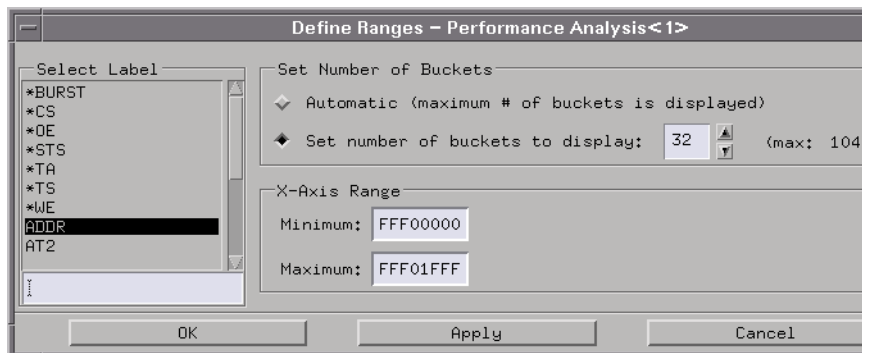 Define Ranges – Performance Analysis<1>
Select Label
*BURST
*CS
*OE
*STS
*TA
*TS
*WE
ADDR
AT2
Set Number of Buckets
Automatic (maximum # of buckets is displayed)
Set number of buckets to display: 32 (max: 104
X-Axis Range
Minimum: FFF00000
Maximum: FFF01FFF
OK Apply Cancel